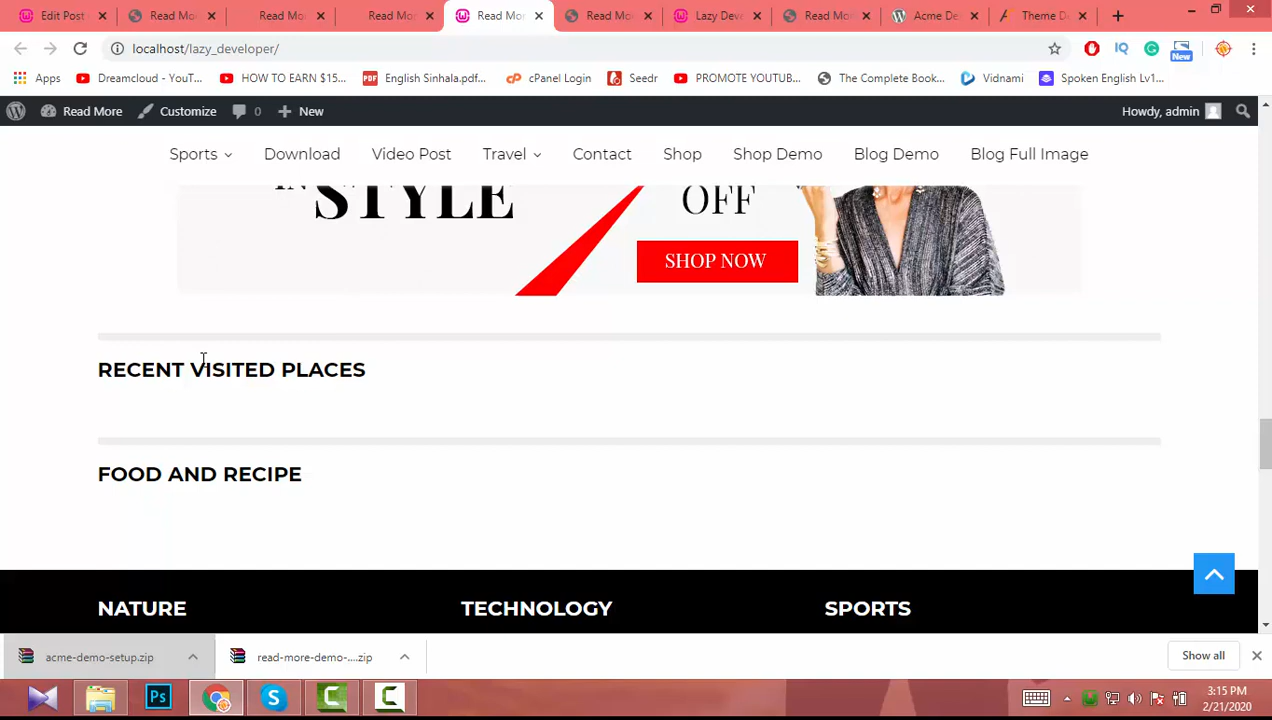 Edit Post
Read Mo
Read Mo
Read Mo
Read Mor
Read Mo
Lazy Deve
Read Mo
Acme De
Theme D
localhost/lazy_developer/
Apps
Dreamcloud - YouT...
HOW TO EARN $15...
English Sinhala.pdf...
cPanel Login
Seedr
PROMOTE YOUTUB...
The Complete Book...
Vidnami
Spoken English Lv1...
New
Read More
Customize
0
New
Howdy, admin
Sports
Download
Video Post
Travel
Contact
Shop
Shop Demo
Blog Demo
Blog Full Image
IN
STYLE
OFF
SHOP NOW
RECENT VISITED PLACES
FOOD AND RECIPE
NATURE
TECHNOLOGY
SPORTS
acme-demo-setup.zip
read-more-demo-....zip
Show all
3:15 PM
2/21/2020